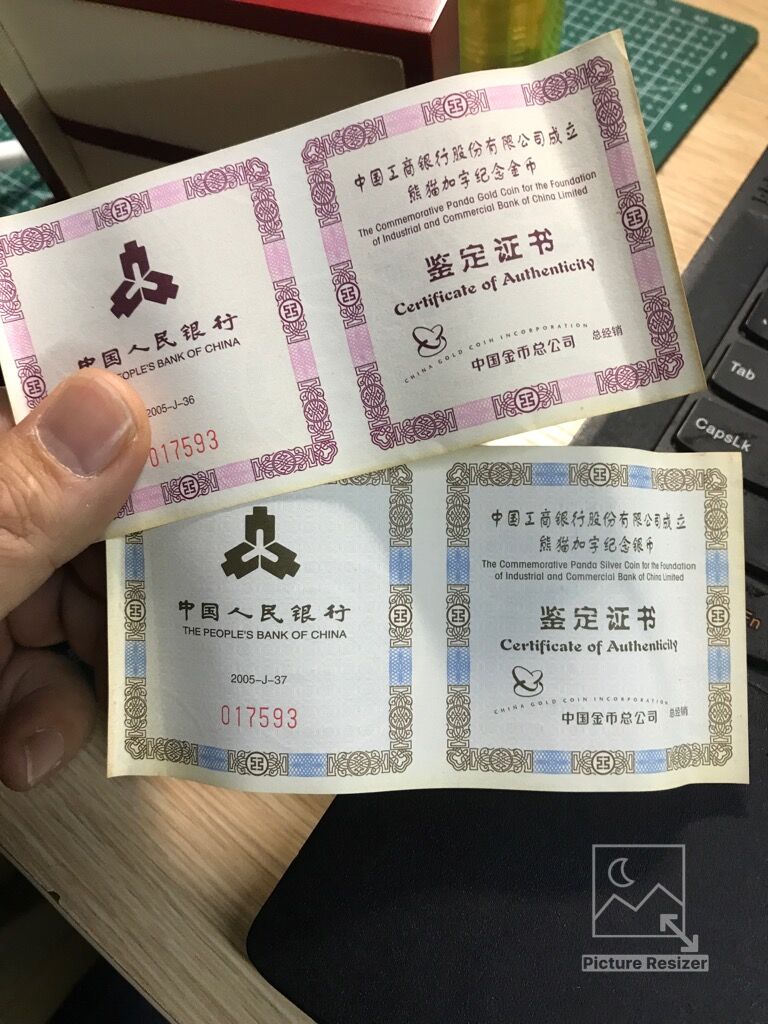 中国工商银行股份有限公司成立
熊猫加字纪念金币
The Commemorative Panda Gold Coin for the Foundation
of Industrial and Commercial Bank of China Limited
鉴定证书
Certificate of Authenticity
CHINA GOLD COIN INCORPORATION
中国金币总公司 总经销
中国人民银行
PEOPLE'S BANK OF CHINA
2005-J-36
017593
中国人民银行
THE PEOPLE'S BANK OF CHINA
2005-J-37
017593
中国工商银行股份有限公司成立
熊猫加字纪念银币
The Commemorative Panda Silver Coin for the Foundation
of Industrial and Commercial Bank of China Limited
鉴定证书
Certificate of Authenticity
CHINA GOLD COIN INCORPORATION
中国金币总公司 总经销
Tab
CapsLk
Fn
Picture Resizer